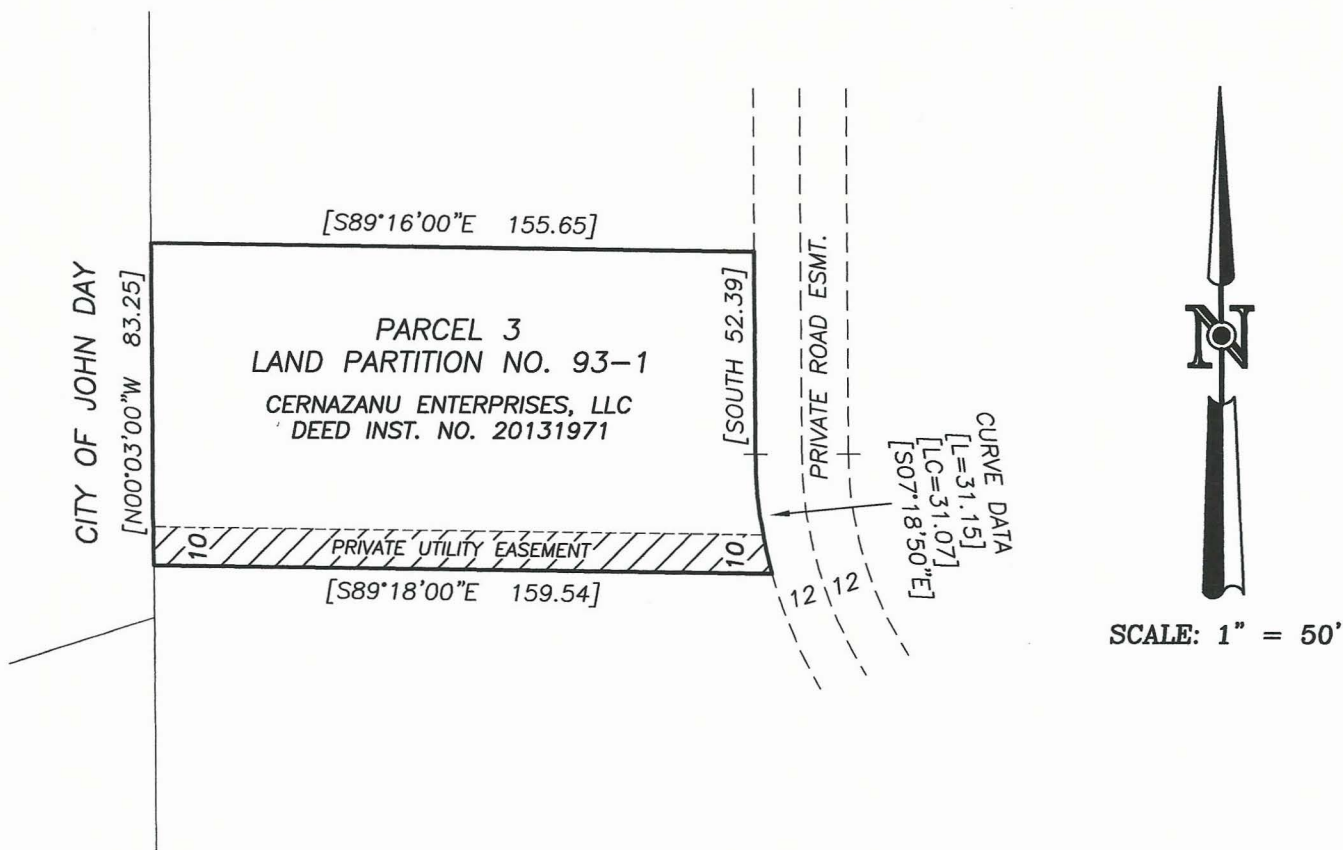 [S89°16'00"E 155.65]
CITY OF JOHN DAY
[N00°03'00"W 83.25]
PARCEL 3
LAND PARTITION NO. 93-1
CERNAZANU ENTERPRISES, LLC
DEED INST. NO. 20131971
[SOUTH 52.39]
PRIVATE ROAD ESMT.
CURVE DATA
[L=31.15]
[LC=31.07]
[S07°18'50"E]
10
PRIVATE UTILITY EASEMENT
10
[S89°18'00"E 159.54]
12
12
N
SCALE: 1" = 50'